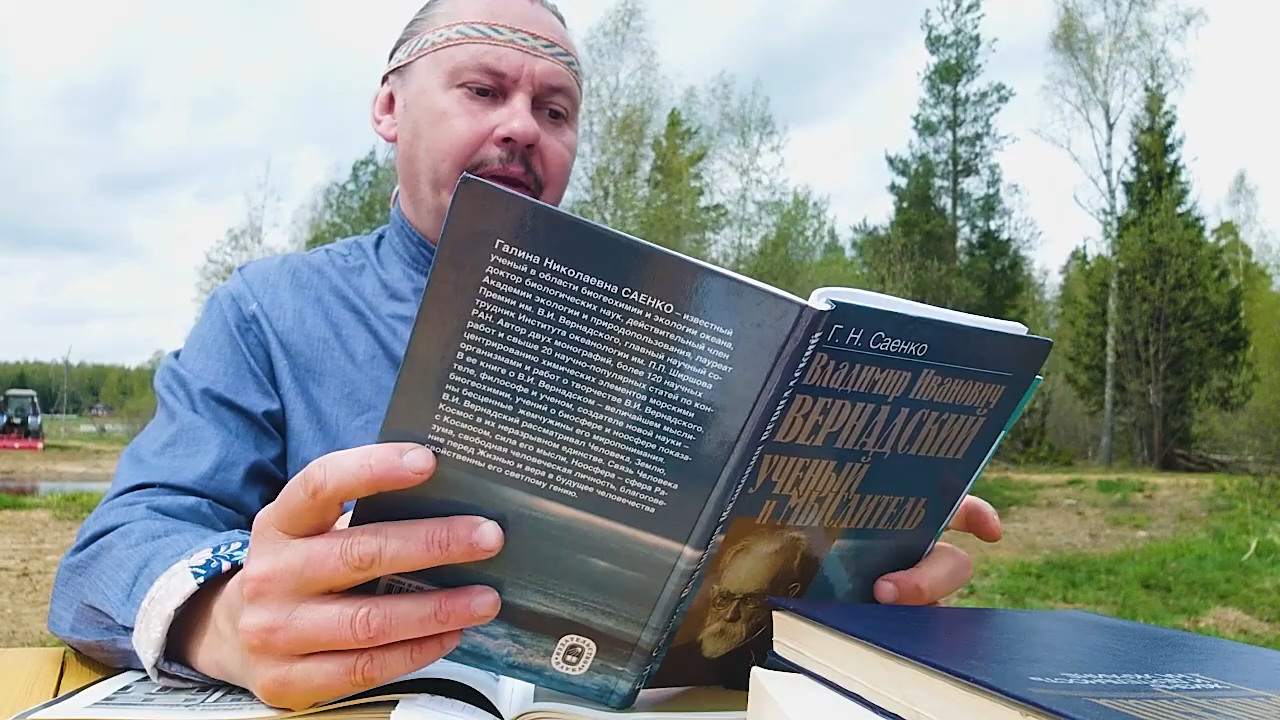 Галина Николаевна САЕНКО – известный
ученый в области биогеохимии и экологии океана,
доктор биологических наук, действительный член
Академии экологии и природопользования, лауреат
Премии им. В.И. Вернадского, главный научный со-
трудник Института океанологии им. П.П. Ширшова
РАН. Автор двух монографий, более 120 научных
работ и свыше 20 научно-популярных статей по кон-
центрированию химических элементов морскими
организмами и работ о творчестве В.И. Вернадского.
В ее книге о В.И. Вернадском – величайшем мысли-
теле, философе и ученом, создателе новой науки –
биогеохимии, учений о биосфере и ноосфере показа-
ны бесценные жемчужины его миропонимания.
В.И. Вернадский рассматривал Человека, Землю,
Космос в их неразрывном единстве. Связь Человека
с Космосом, сила его мысли, Ноосфера – сфера Ра-
зума, свободная человеческая личность, благогове-
ние перед Жизнью и вера в будущее человечества
свойственны его светлому гению.
Г. Н. Саенко
Владимир Иванович
ВЕРНАДСКИЙ
УЧЕНЫЙ
и МЫСЛИТЕЛЬ